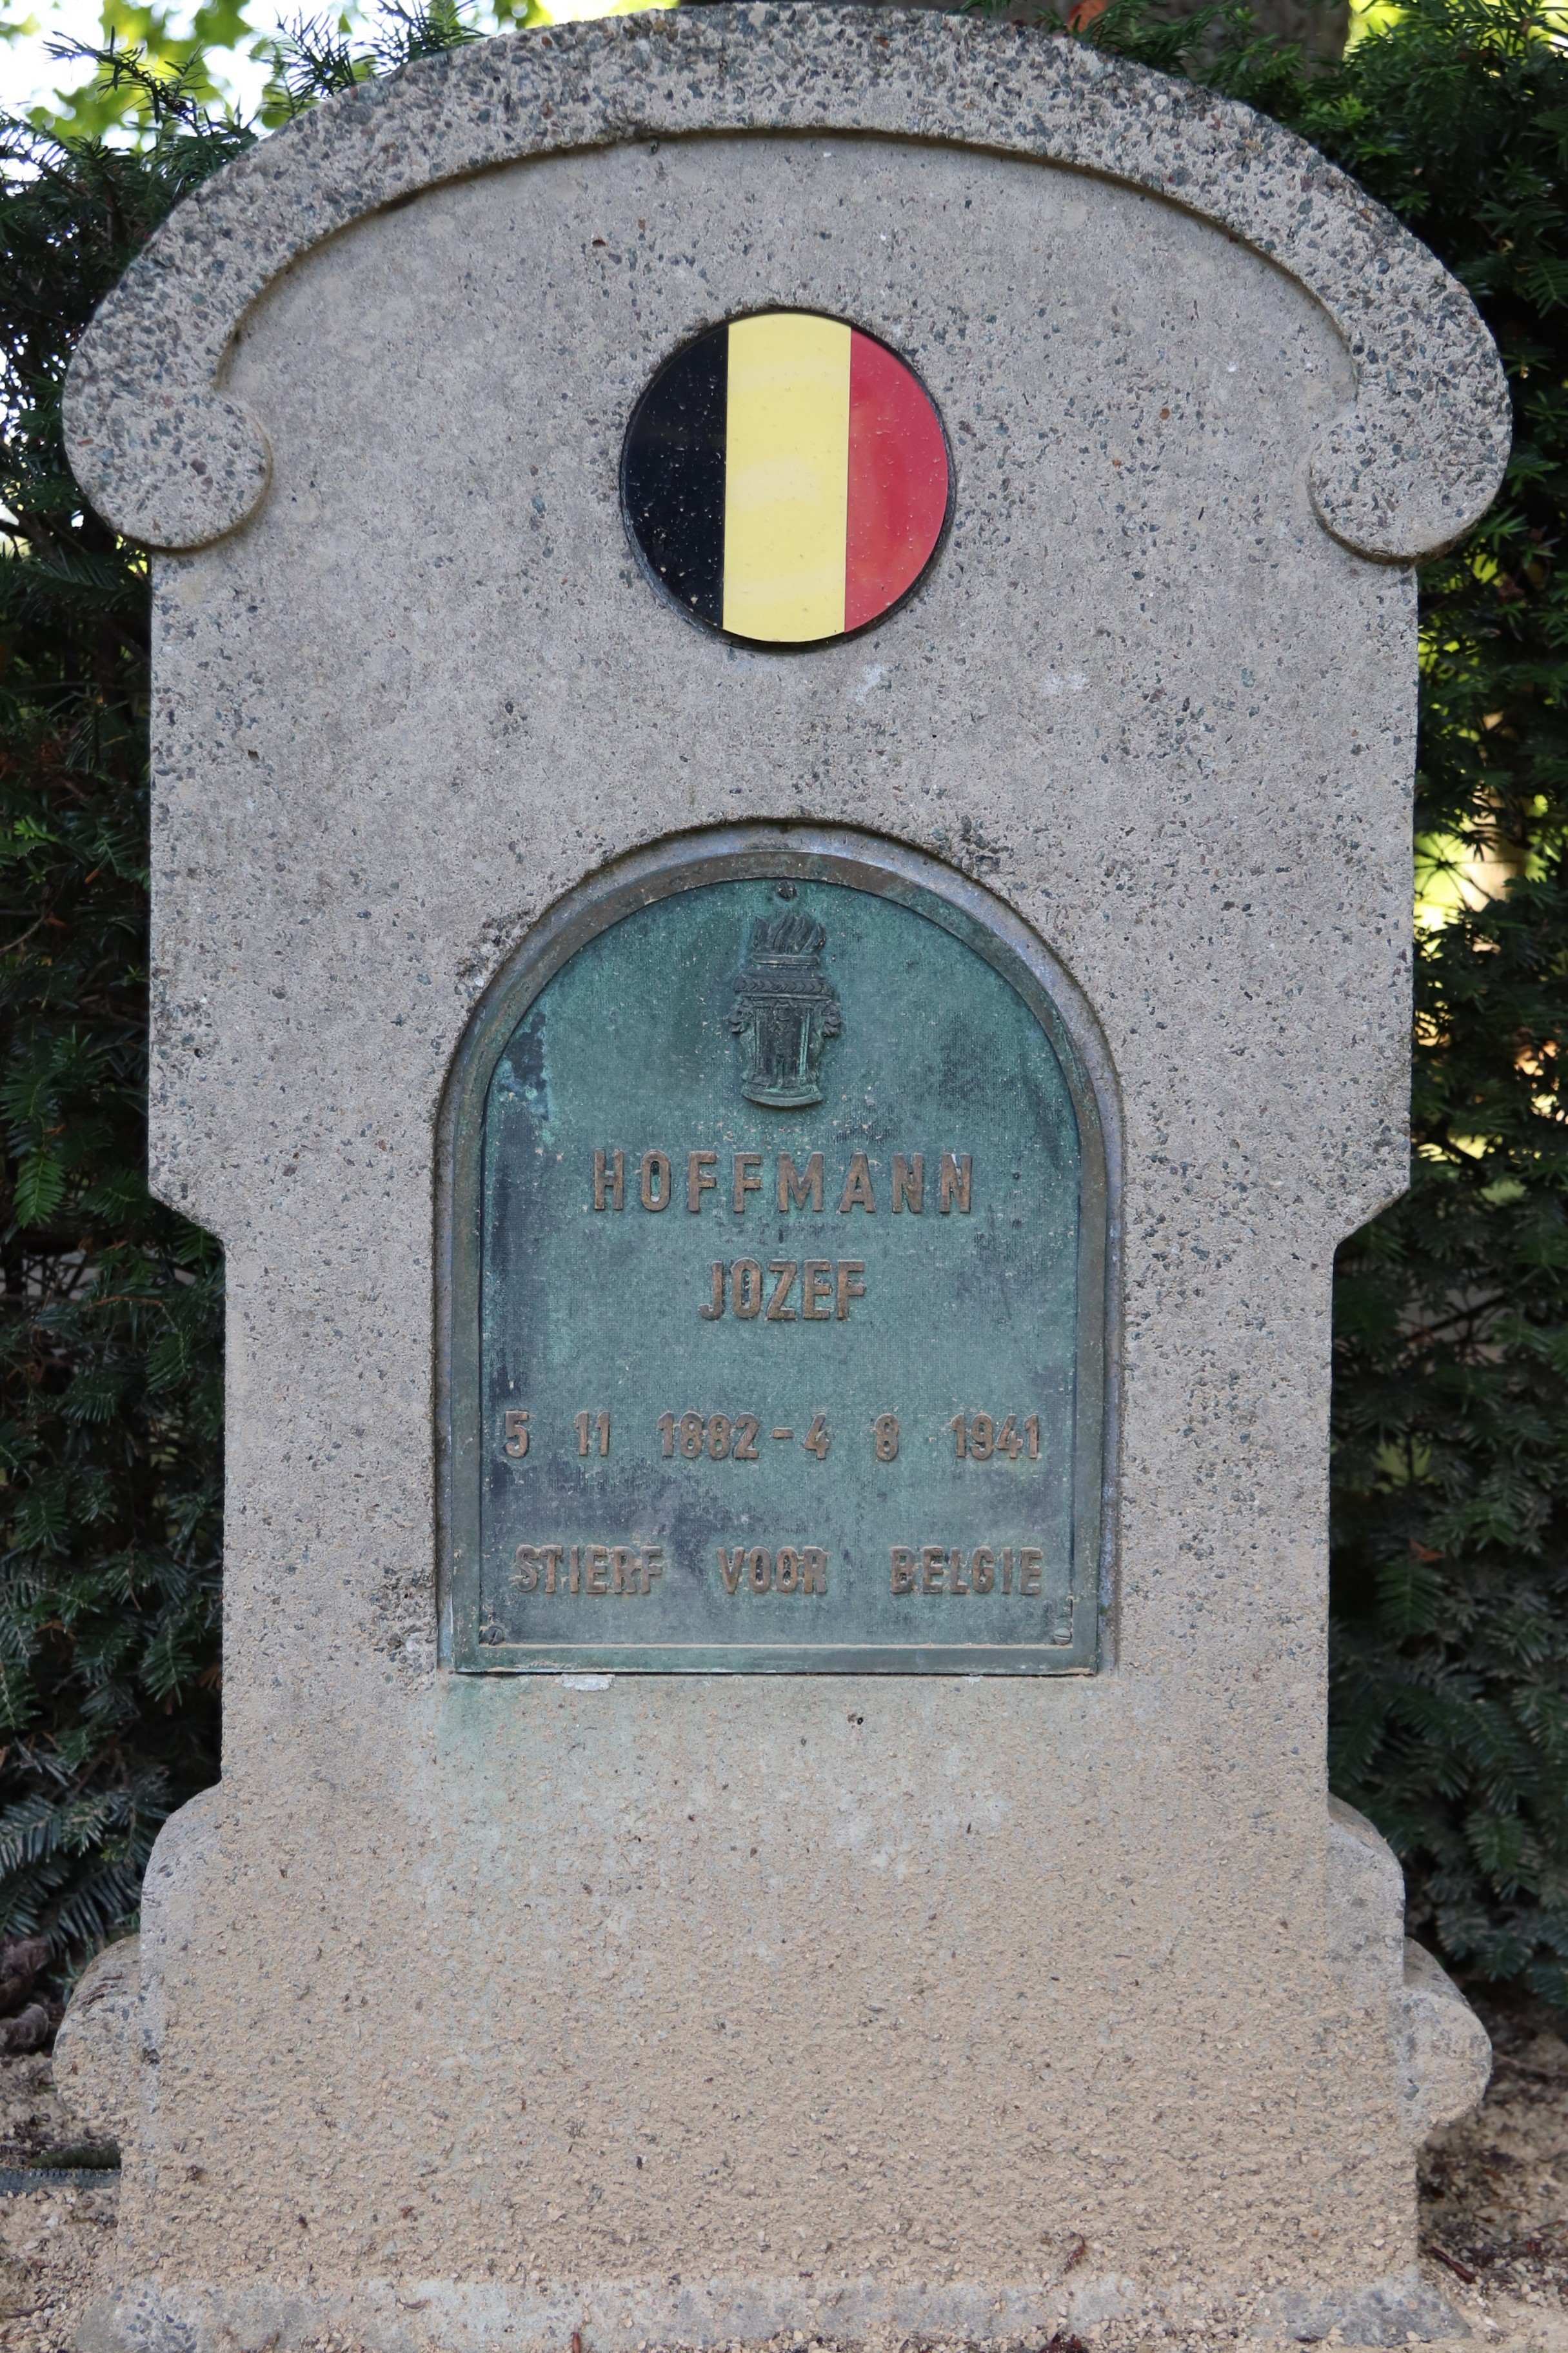 HOFFMANN
JOZEF
5 11 1882 - 4 8 1941
STIERF VOOR BELGIE